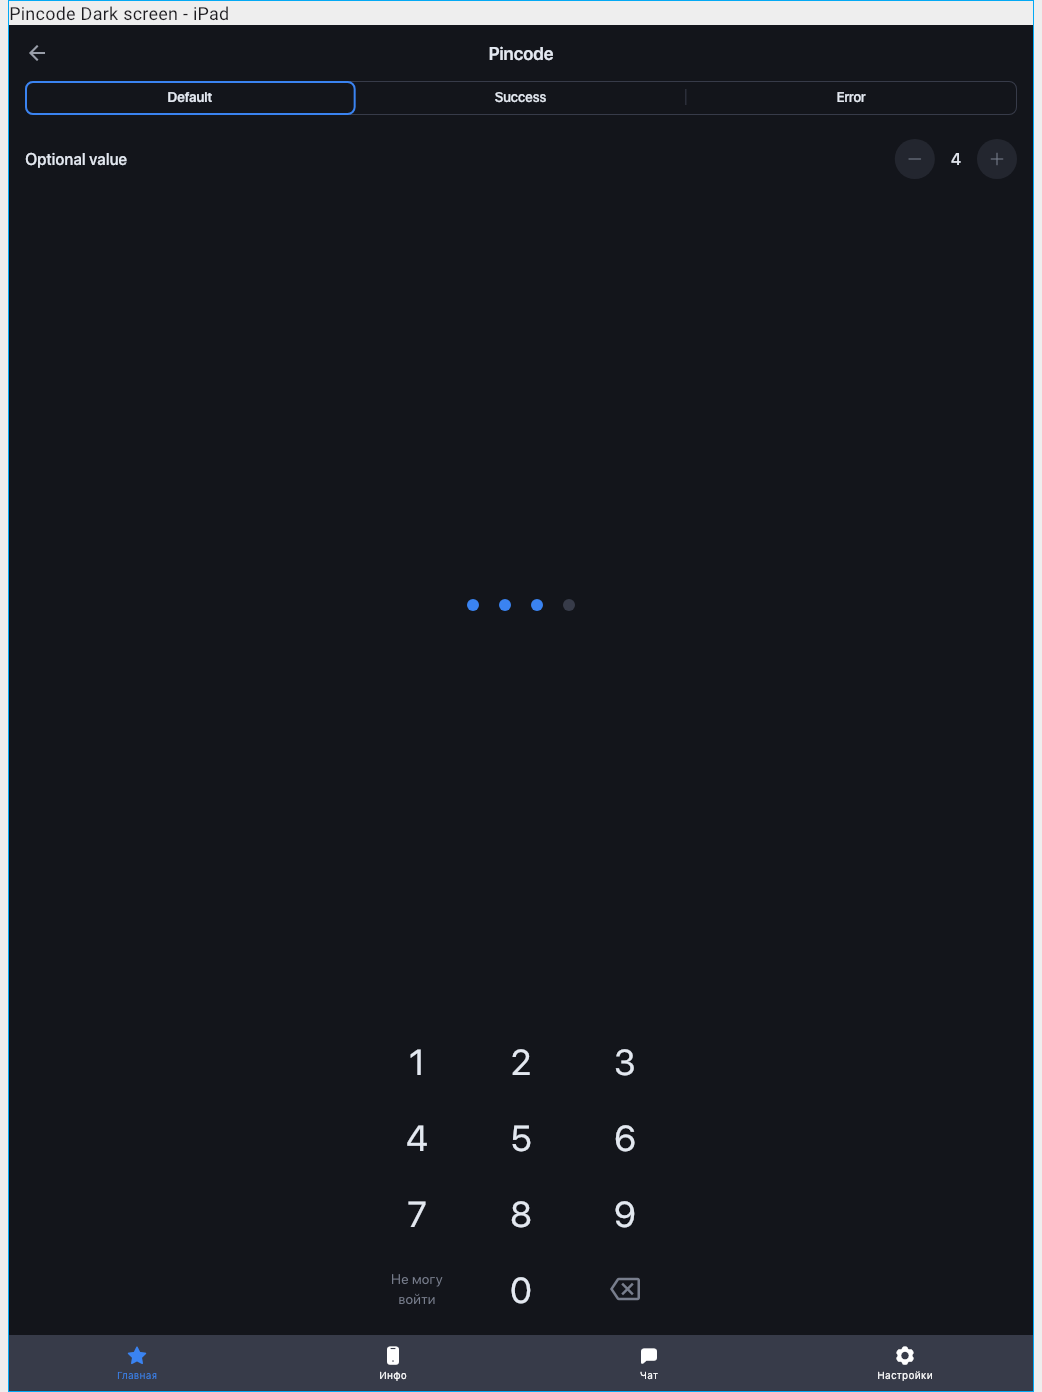 Pincode Dark screen - iPad
Pincode
Default Success Error
Optional value 4
1 2 3
4 5 6
7 8 9
Не могу
войти 0
Главная Инфо Чат Настройки